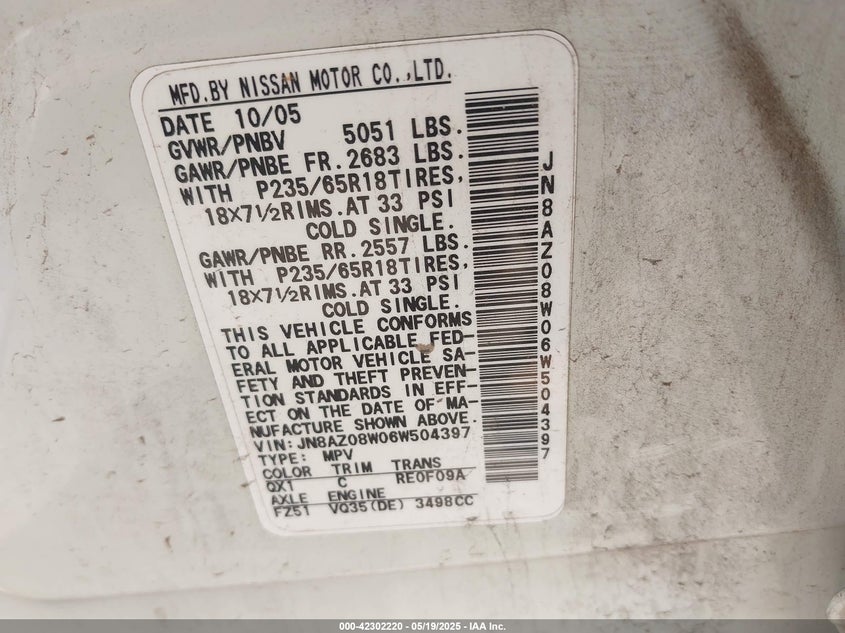 MFD.BY NISSAN MOTOR CO.,LTD.
DATE 10/05
GVWR/PNBV 5051 LBS.
GAWR/PNBE FR. 2683 LBS.
WITH P235/65R18TIRES,
18X7½RIMS.AT 33 PSI
COLD SINGLE.
GAWR/PNBE RR. 2557 LBS.
WITH P235/65R18TIRES,
18X7½RIMS.AT 33 PSI
COLD SINGLE.
THIS VEHICLE CONFORMS
TO ALL APPLICABLE FED-
ERAL MOTOR VEHICLE SA-
FETY AND THEFT PREVEN-
TION STANDARDS IN EFF-
ECT ON THE DATE OF MA-
NUFACTURE SHOWN ABOVE.
VIN: JN8AZ08W06W504397
TYPE: MPV
COLOR TRIM TRANS
QX1 C RE0F09A
AXLE ENGINE
FZ51 VQ35(DE) 3498CC
JN8AZ08W06W504397
000-42302220 - 05/19/2025 - IAA Inc.